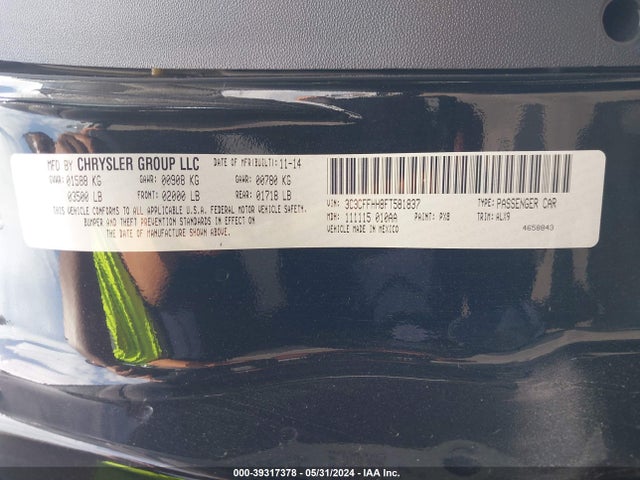 MFD BY CHRYSLER GROUP LLC DATE OF MFR(BUILT): 11-14
GVWR: 01588 KG GAWR: 00908 KG GAWR: 00780 KG
03500 LB FRONT: 02000 LB REAR: 01718 LB
THIS VEHICLE CONFORMS TO ALL APPLICABLE U.S.A. FEDERAL MOTOR VEHICLE SAFETY,
BUMPER AND THEFT PREVENTION STANDARDS IN EFFECT ON
THE DATE OF MANUFACTURE SHOWN ABOVE.
VIN: 3C3CFFHH8FT581837 TYPE: PASSENGER CAR
MDH: 111115 010AA PAINT: PX8 TRIM: ALX9
VEHICLE MADE IN MEXICO 4658843
000-39317378 - 05/31/2024 - IAA Inc.